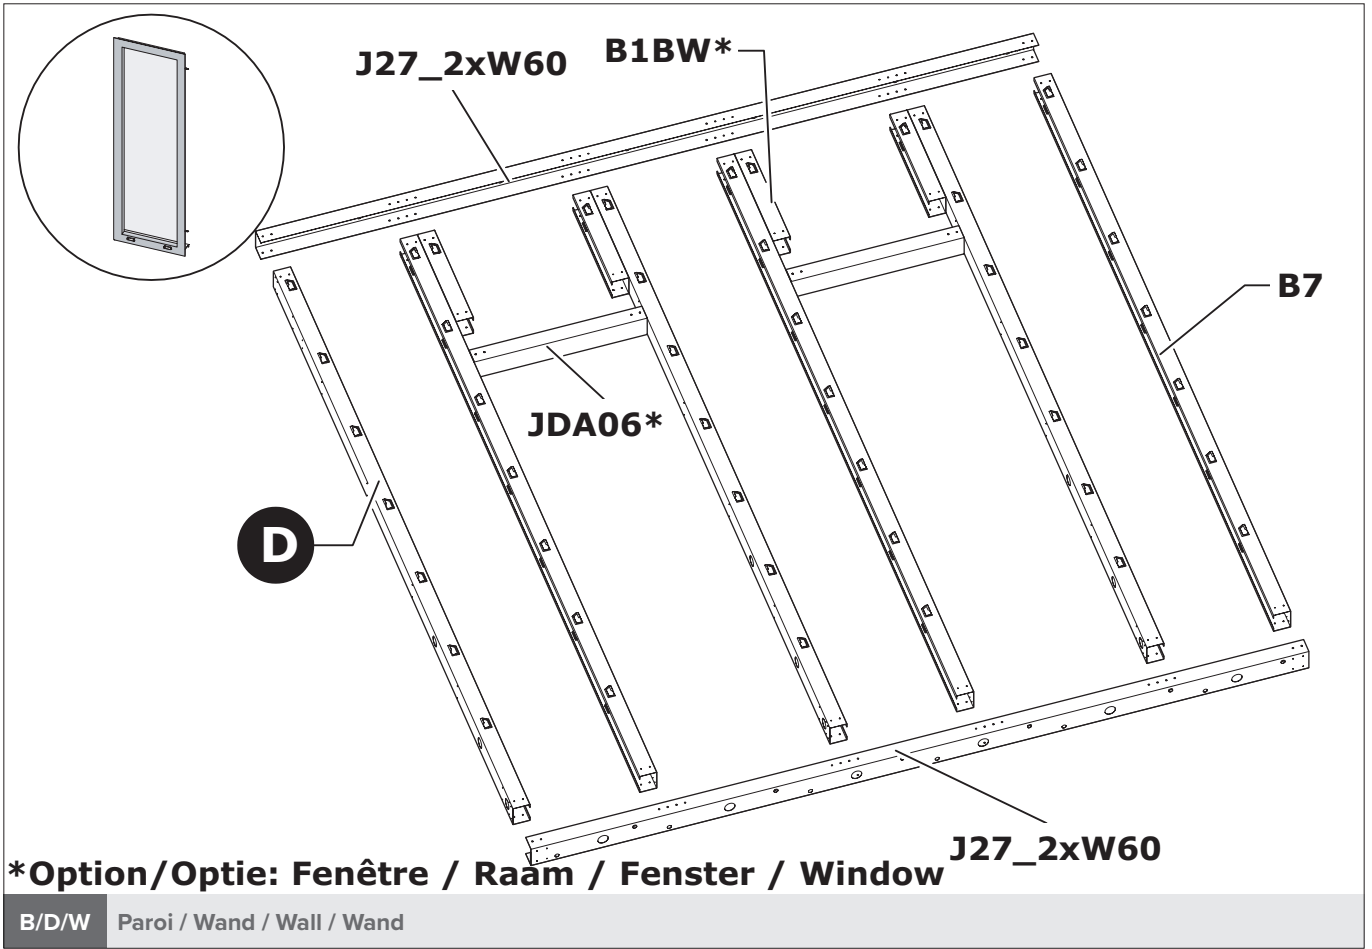 J27_2xW60
B1BW*
B7
JDA06*
D
J27_2xW60
*Option/Optie: Fenêtre / Raam / Fenster / Window
B/D/W Paroi / Wand / Wall / Wand